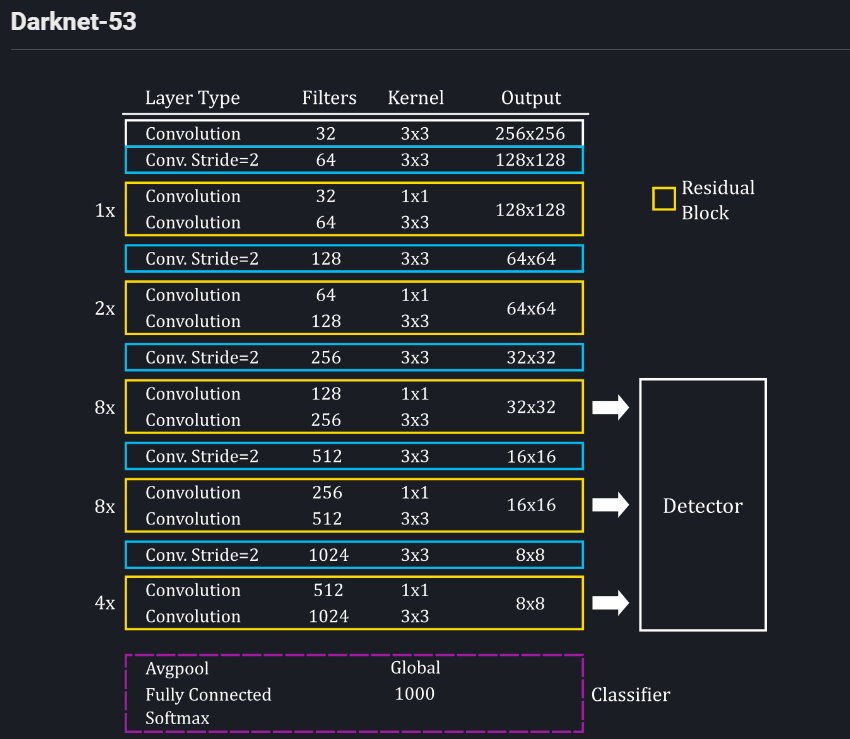 Darknet-53
Layer Type Filters Kernel Output
Convolution 32 3x3 256x256
Conv. Stride=2 64 3x3 128x128
1x
Convolution 32 1x1
Convolution 64 3x3
128x128
Residual
Block
Conv. Stride=2 128 3x3 64x64
2x
Convolution 64 1x1
Convolution 128 3x3
64x64
Conv. Stride=2 256 3x3 32x32
8x
Convolution 128 1x1
Convolution 256 3x3
32x32
Conv. Stride=2 512 3x3 16x16
8x
Convolution 256 1x1
Convolution 512 3x3
16x16
Detector
Conv. Stride=2 1024 3x3 8x8
4x
Convolution 512 1x1
Convolution 1024 3x3
8x8
Avgpool Global
Fully Connected 1000
Softmax
Classifier